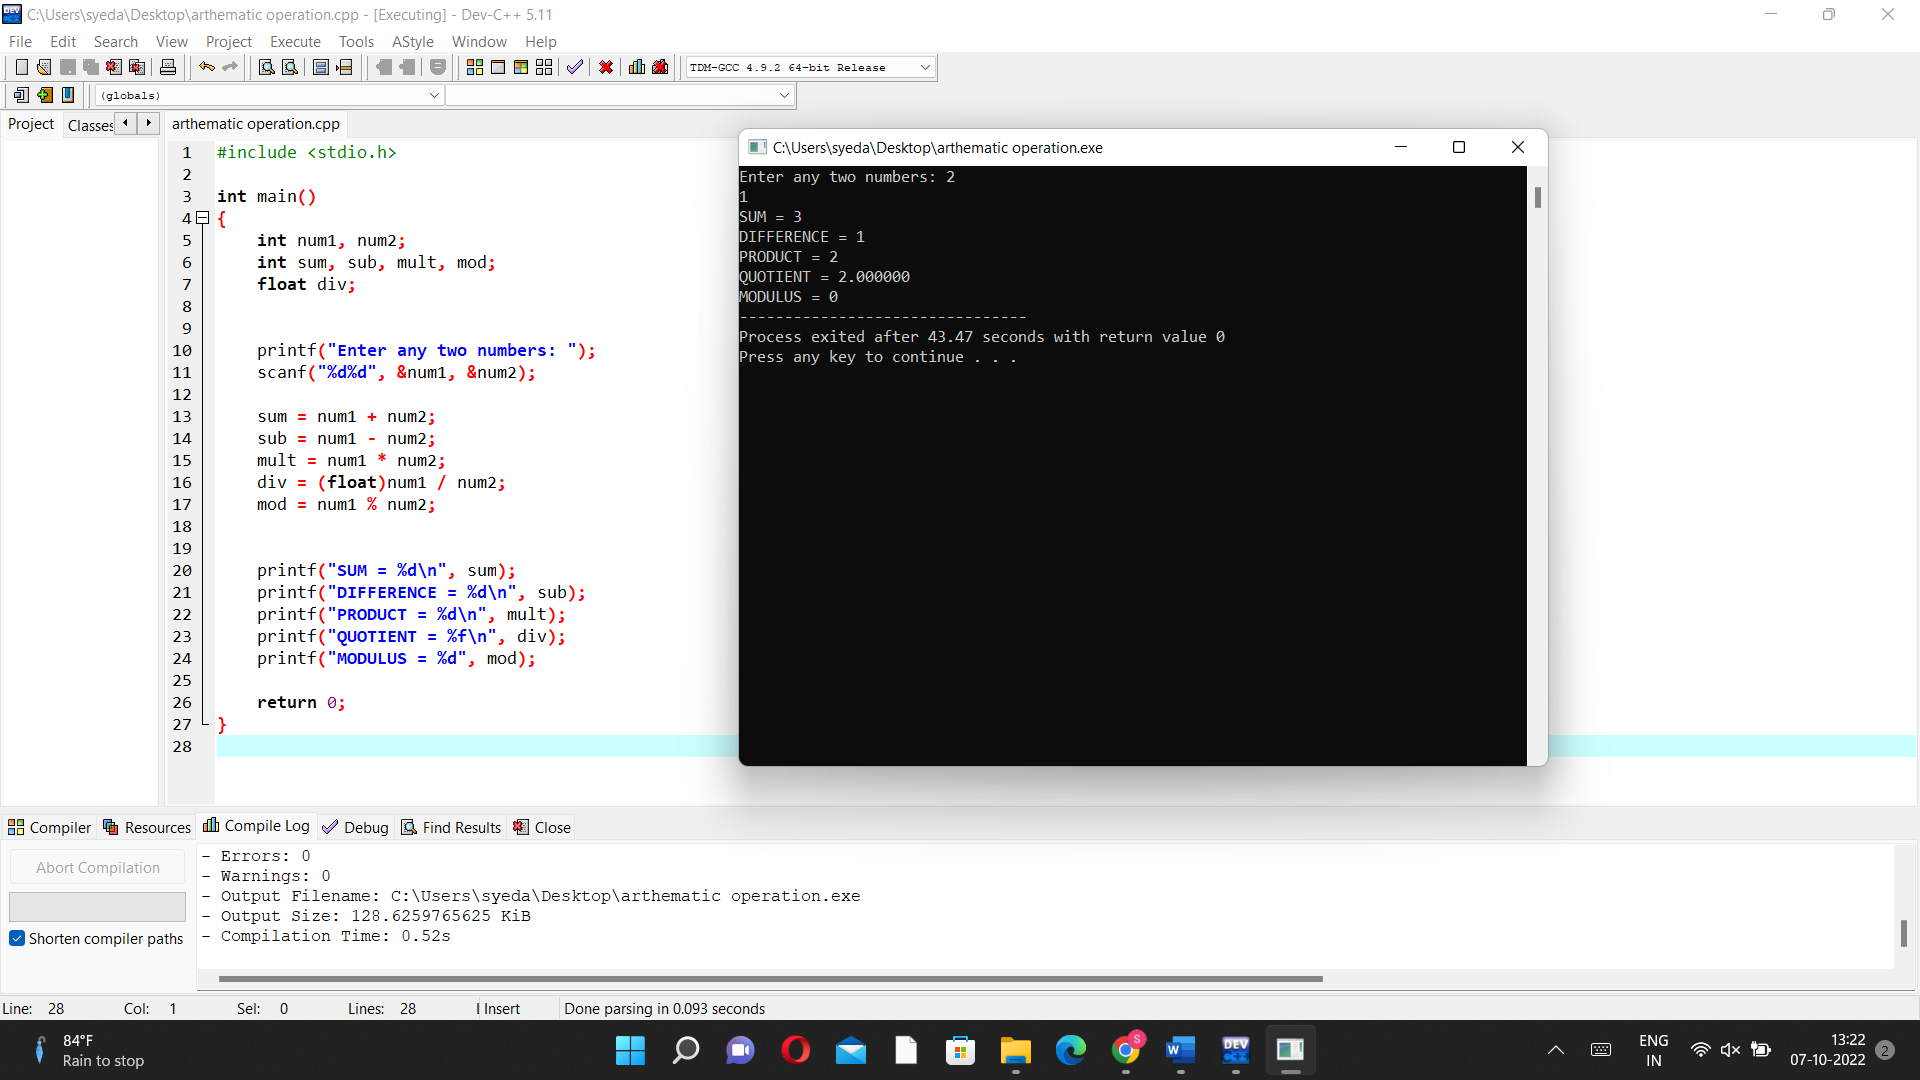 C:\Users\syeda\Desktop\arthematic operation.cpp - [Executing] - Dev-C++ 5.11
File Edit Search View Project Execute Tools AStyle Window Help
TDM-GCC 4.9.2 64-bit Release
(globals)
Project Classes arthematic operation.cpp
1 #include <stdio.h>
2
3 int main()
4 {
5 int num1, num2;
6 int sum, sub, mult, mod;
7 float div;
8
9
10 printf("Enter any two numbers: ");
11 scanf("%d%d", &num1, &num2);
12
13 sum = num1 + num2;
14 sub = num1 - num2;
15 mult = num1 * num2;
16 div = (float)num1 / num2;
17 mod = num1 % num2;
18
19
20 printf("SUM = %d\n", sum);
21 printf("DIFFERENCE = %d\n", sub);
22 printf("PRODUCT = %d\n", mult);
23 printf("QUOTIENT = %f\n", div);
24 printf("MODULUS = %d", mod);
25
26 return 0;
27 }
28
C:\Users\syeda\Desktop\arthematic operation.exe
Enter any two numbers: 2
1
SUM = 3
DIFFERENCE = 1
PRODUCT = 2
QUOTIENT = 2.000000
MODULUS = 0
--------------------------------
Process exited after 43.47 seconds with return value 0
Press any key to continue . . .
Compiler Resources Compile Log Debug Find Results Close
Abort Compilation
Shorten compiler paths
- Errors: 0
- Warnings: 0
- Output Filename: C:\Users\syeda\Desktop\arthematic operation.exe
- Output Size: 128.6259765625 KiB
- Compilation Time: 0.52s
Line: 28 Col: 1 Sel: 0 Lines: 28 Insert Done parsing in 0.093 seconds
84°F
Rain to stop
S
W
DEV
C++
ENG
IN
13:22
07-10-2022
2